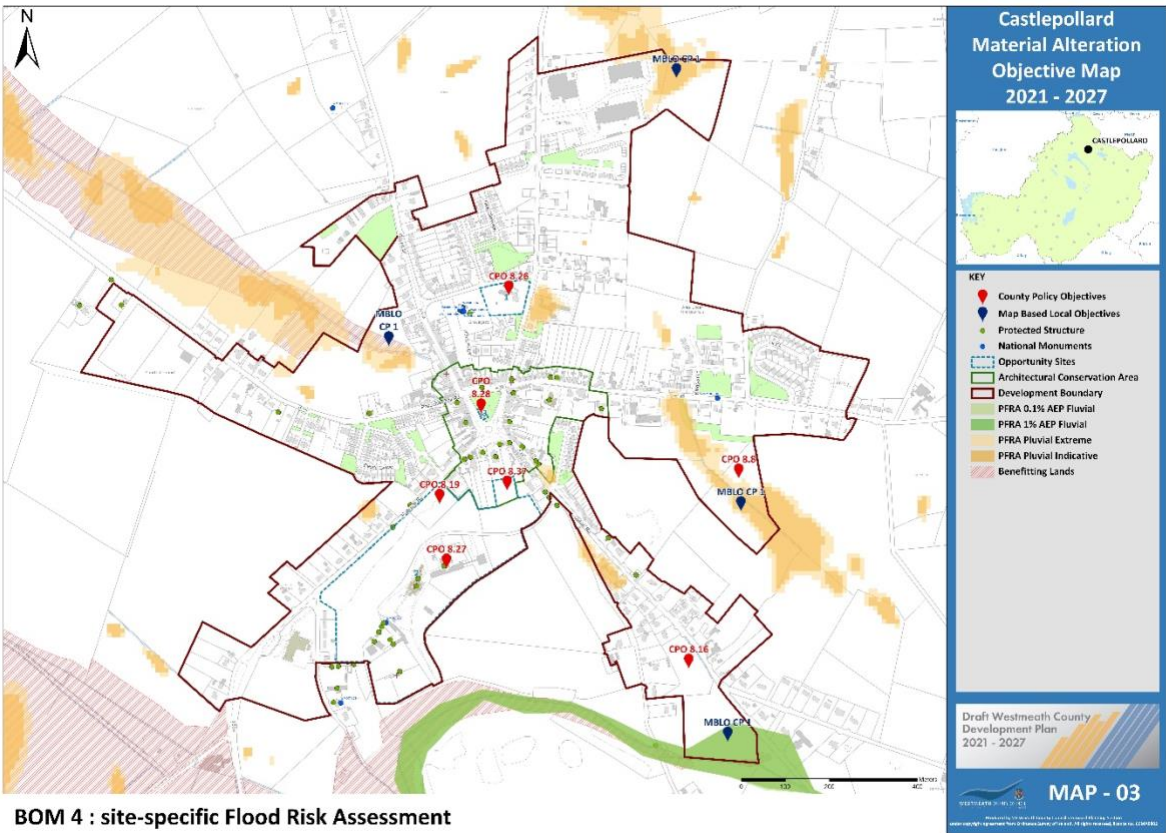 N
Castlepollard
Material Alteration
Objective Map
2021 - 2027
CASTLEPOLLARD
MBLO CP 1
CPO 8.26
MBLO
CP 1
CPO
8.28
CPO 8.8
MBLO CP 1
CPO 8.19
CPO 8.37
CPO 8.27
CPO 8.16
MBLO CP 1
KEY
County Policy Objectives
Map Based Local Objectives
Protected Structure
National Monuments
Opportunity Sites
Architectural Conservation Area
Development Boundary
PFRA 0.1% AEP Fluvial
PFRA 1% AEP Fluvial
PFRA Pluvial Extreme
PFRA Pluvial Indicative
Benefitting Lands
Draft Westmeath County
Development Plan
2021 - 2027
MAP - 03
BOM 4 : site-specific Flood Risk Assessment